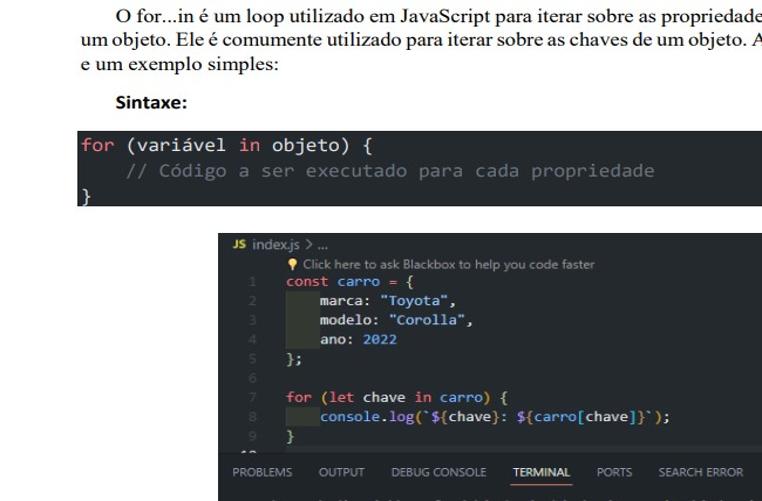 O for...in é um loop utilizado em JavaScript para iterar sobre as propriedade
um objeto. Ele é comumente utilizado para iterar sobre as chaves de um objeto. A
e um exemplo simples:
Sintaxe:
for (variável in objeto) {
// Código a ser executado para cada propriedade
}
JS index.js > ...
Click here to ask Blackbox to help you code faster
1 const carro = {
2 marca: "Toyota",
3 modelo: "Corolla",
4 ano: 2022
5 };
6
7 for (let chave in carro) {
8 console.log(`${chave}: ${carro[chave]}`);
9 }
PROBLEMS OUTPUT DEBUG CONSOLE TERMINAL PORTS SEARCH ERROR